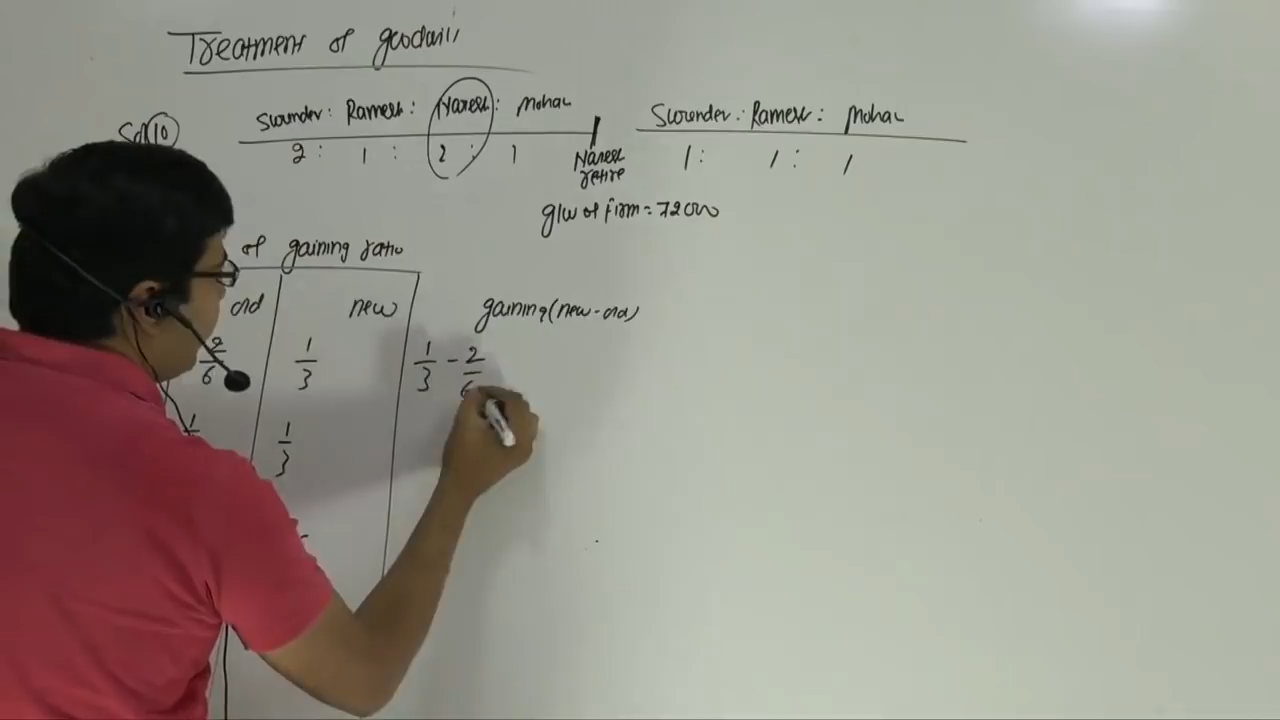 Treatment of goodwill
Sol 10
Surender : Ramesh : Naresh : Mohan
2 : 1 : 2 : 1
Naresh
retire
Surender : Ramesh : Mohan
1 : 1 : 1
g/w of firm = 72000
of gaining ratio
old new gaining (new - old)
2/6 1/3 1/3 - 2/6
1 1/3